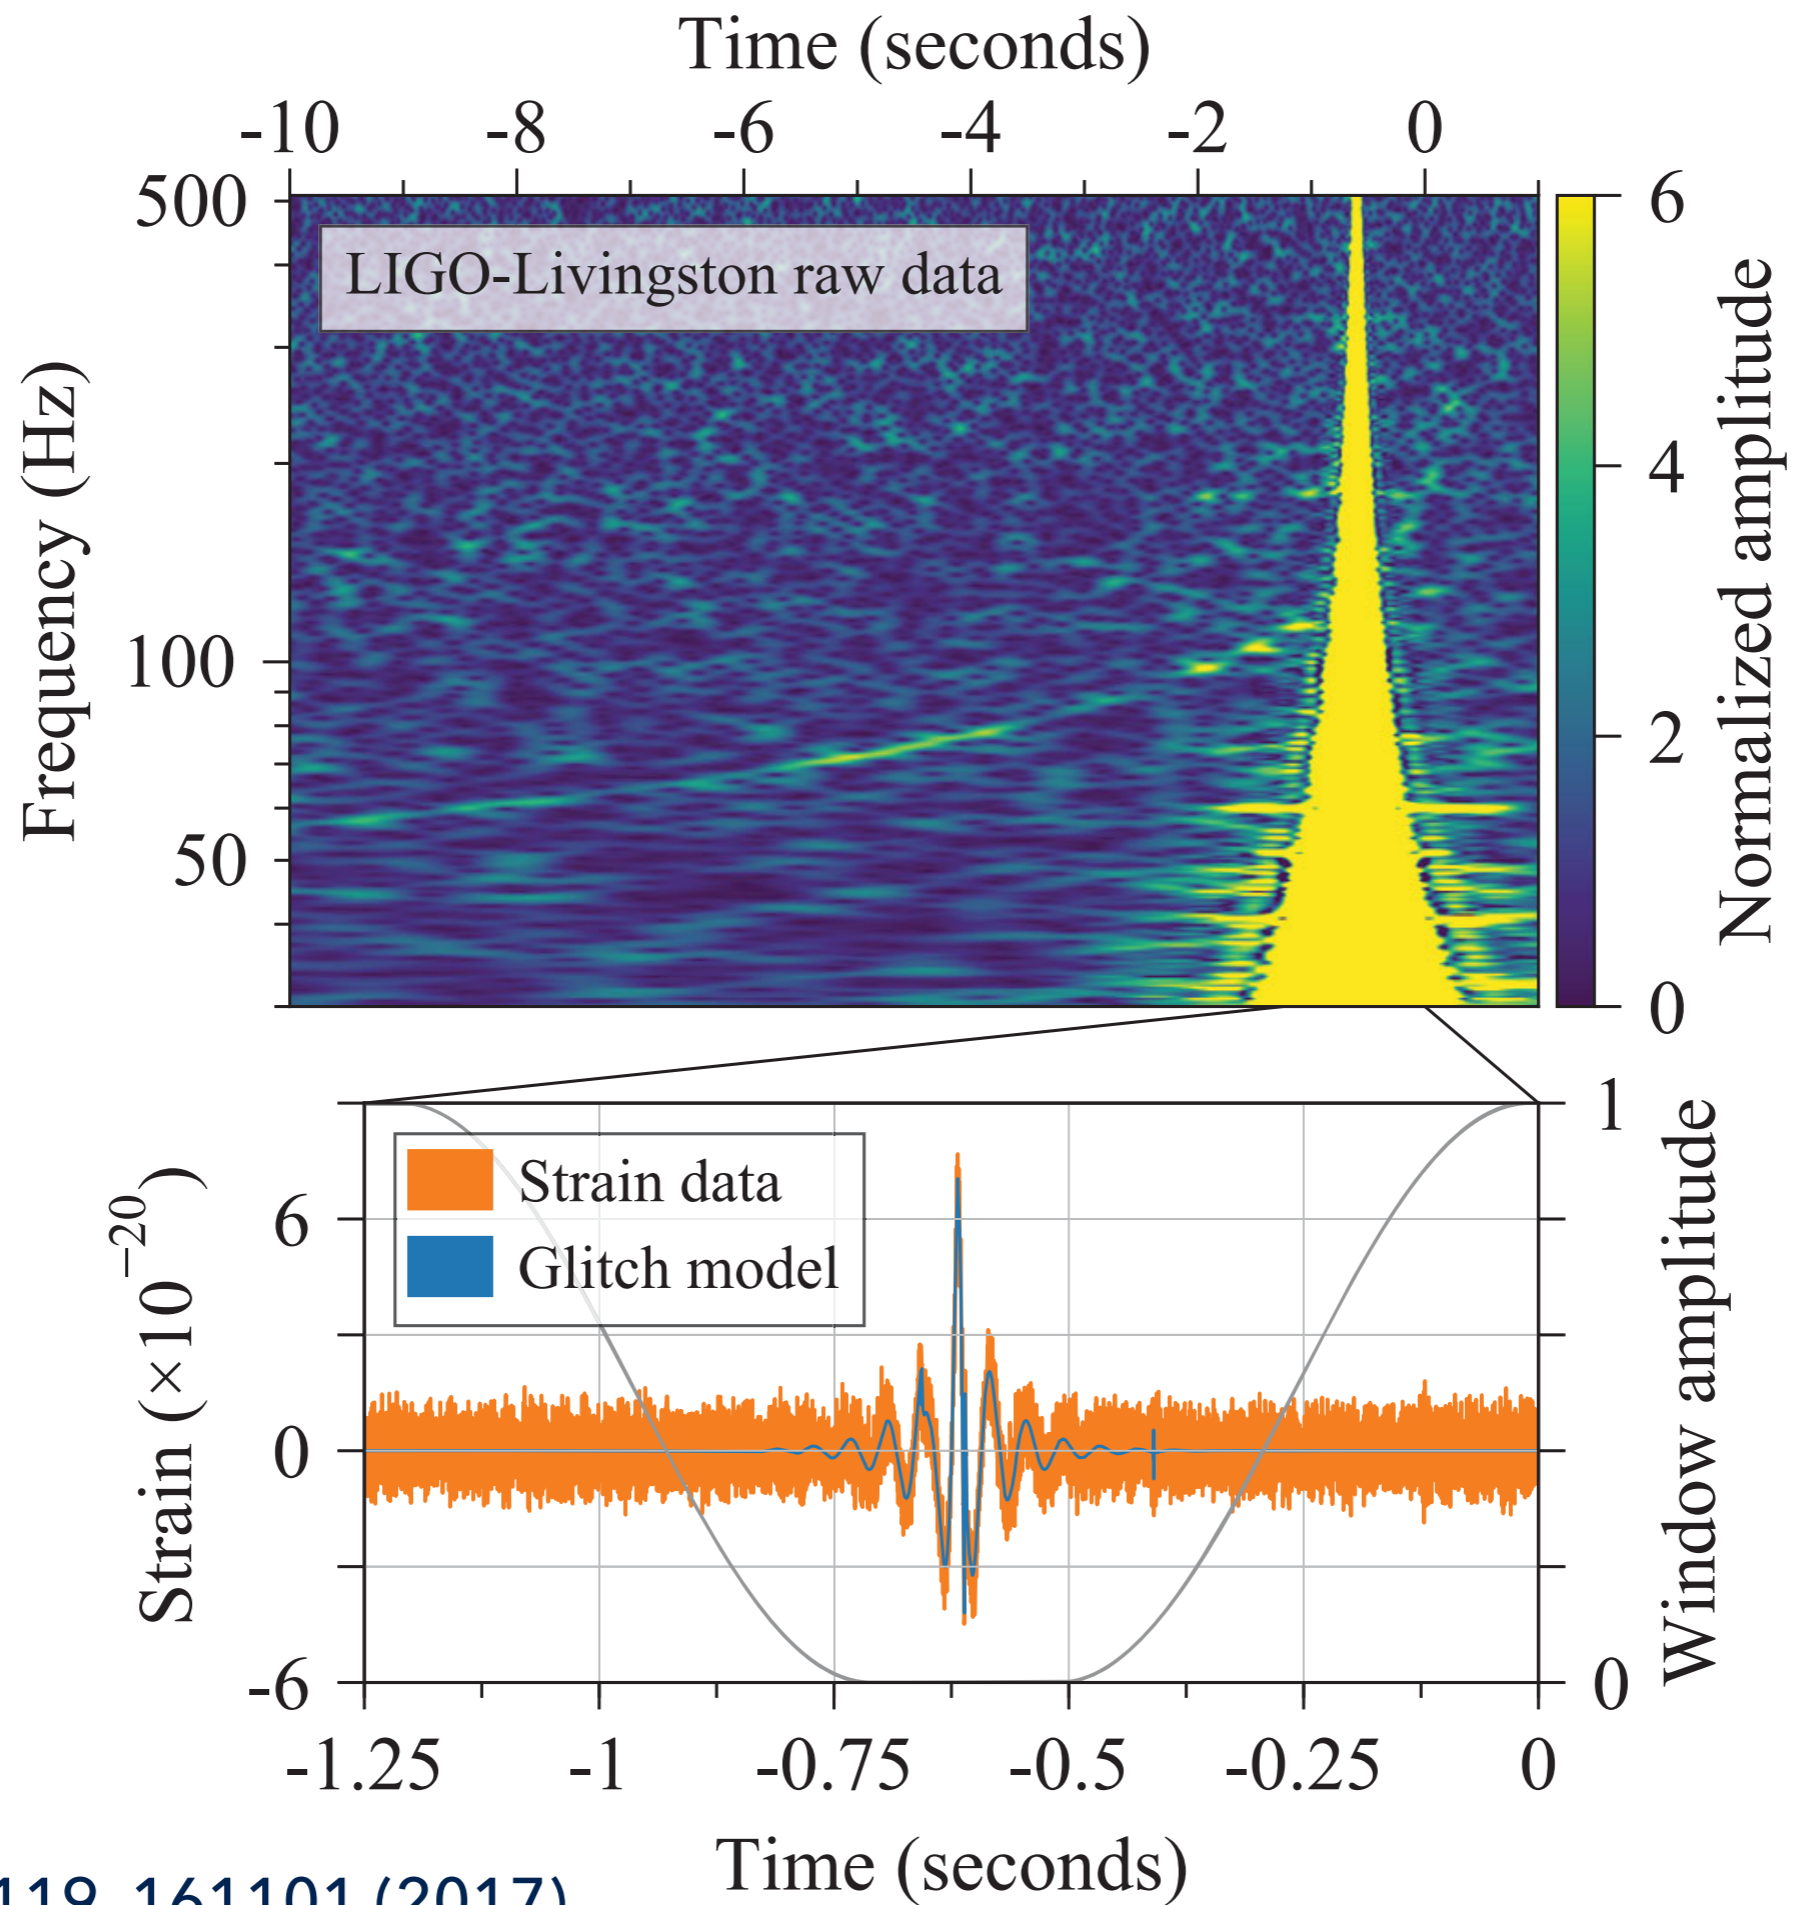 Time (seconds)
-10 -8 -6 -4 -2 0
500
100
50
Frequency (Hz)
LIGO-Livingston raw data
6
4
2
0
Normalized amplitude
Strain data
Glitch model
6
0
-6
Strain (×10⁻²⁰)
1
0
Window amplitude
-1.25 -1 -0.75 -0.5 -0.25 0
Time (seconds)
161101 (2017)